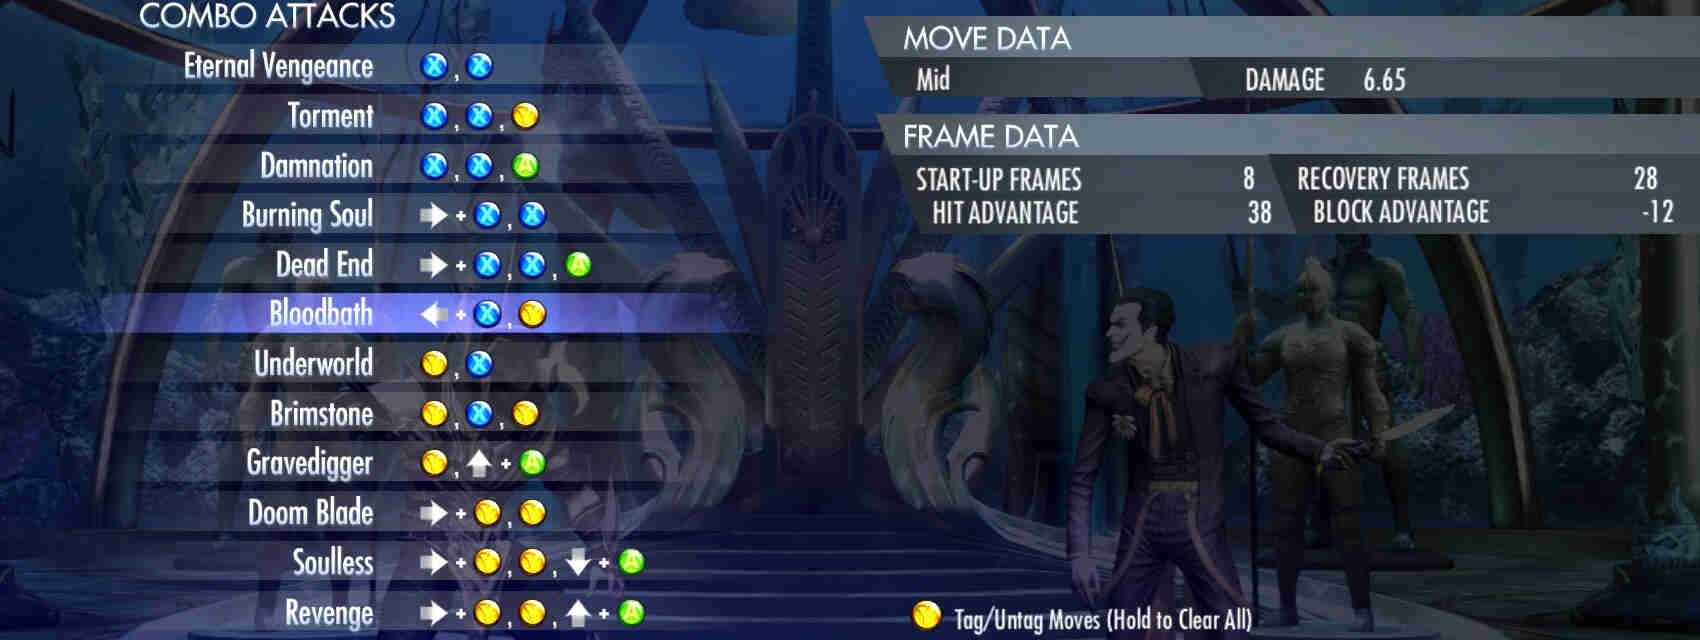 COMBO ATTACKS
Eternal Vengeance X, X
Torment X, X, Y
Damnation X, X, A
Burning Soul + X, X
Dead End + X, X, A
Bloodbath + X, Y
Underworld Y, X
Brimstone Y, X, Y
Gravedigger Y, + A
Doom Blade + Y, Y
Soulless + Y, Y, + A
Revenge + Y, Y, + A
MOVE DATA
Mid DAMAGE 6.65
FRAME DATA
START-UP FRAMES 8 RECOVERY FRAMES 28
HIT ADVANTAGE 38 BLOCK ADVANTAGE -12
Y Tag/Untag Moves (Hold to Clear All)